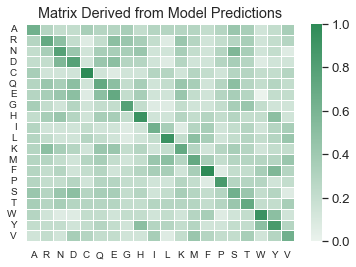 Matrix Derived from Model Predictions
A
R
N
D
C
Q
E
G
H
I
L
K
M
F
P
S
T
W
Y
V
A R N D C Q E G H I L K M F P S T W Y V
1.0
0.8
0.6
0.4
0.2
0.0